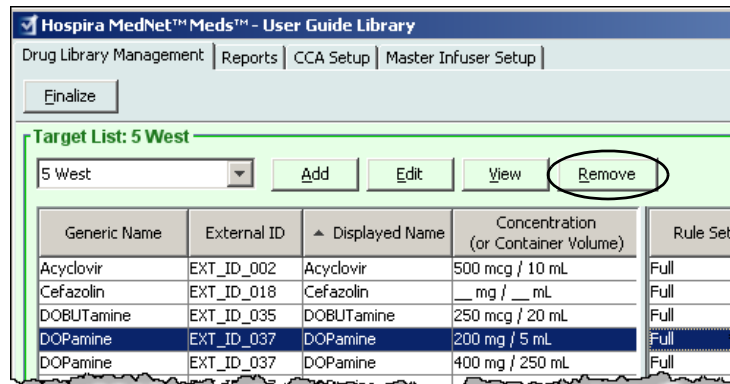 Hospira MedNet™ Meds™ - User Guide Library
Drug Library Management Reports CCA Setup Master Infuser Setup
Finalize
Target List: 5 West
5 West Add Edit View Remove
Generic Name External ID Displayed Name Concentration (or Container Volume) Rule Set
Acyclovir EXT_ID_002 Acyclovir 500 mcg / 10 mL Full
Cefazolin EXT_ID_018 Cefazolin __ mg / __ mL Full
DOBUTamine EXT_ID_035 DOBUTamine 250 mcg / 20 mL Full
DOPamine EXT_ID_037 DOPamine 200 mg / 5 mL Full
DOPamine EXT_ID_037 DOPamine 400 mg / 250 mL Full